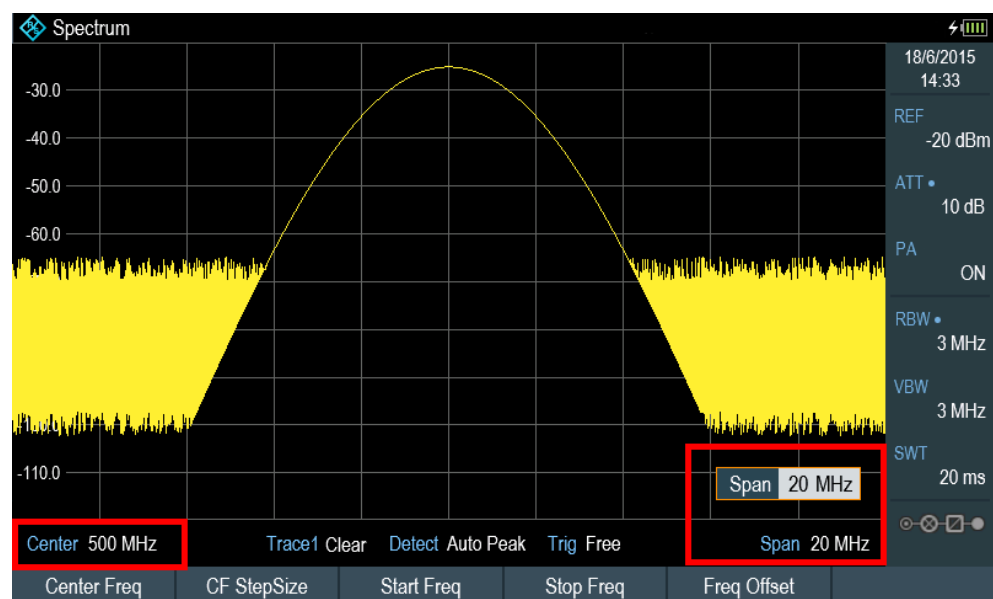 Spectrum
18/6/2015
14:33
-30.0
REF
-20 dBm
-40.0
-50.0
ATT
10 dB
-60.0
PA
ON
RBW
3 MHz
VBW
3 MHz
SWT
20 ms
-110.0
Span 20 MHz
Center 500 MHz Trace1 Clear Detect Auto Peak Trig Free Span 20 MHz
Center Freq CF StepSize Start Freq Stop Freq Freq Offset